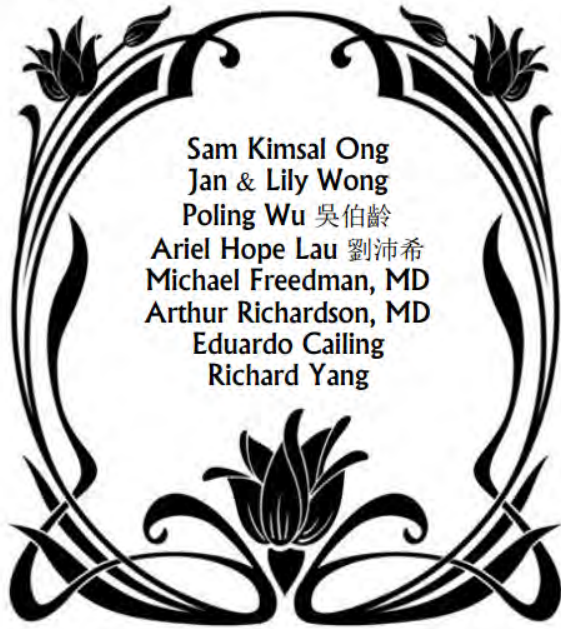 Sam Kimsal Ong
Jan & Lily Wong
Poling Wu 吳伯齡
Ariel Hope Lau 劉沛希
Michael Freedman, MD
Arthur Richardson, MD
Eduardo Cailing
Richard Yang